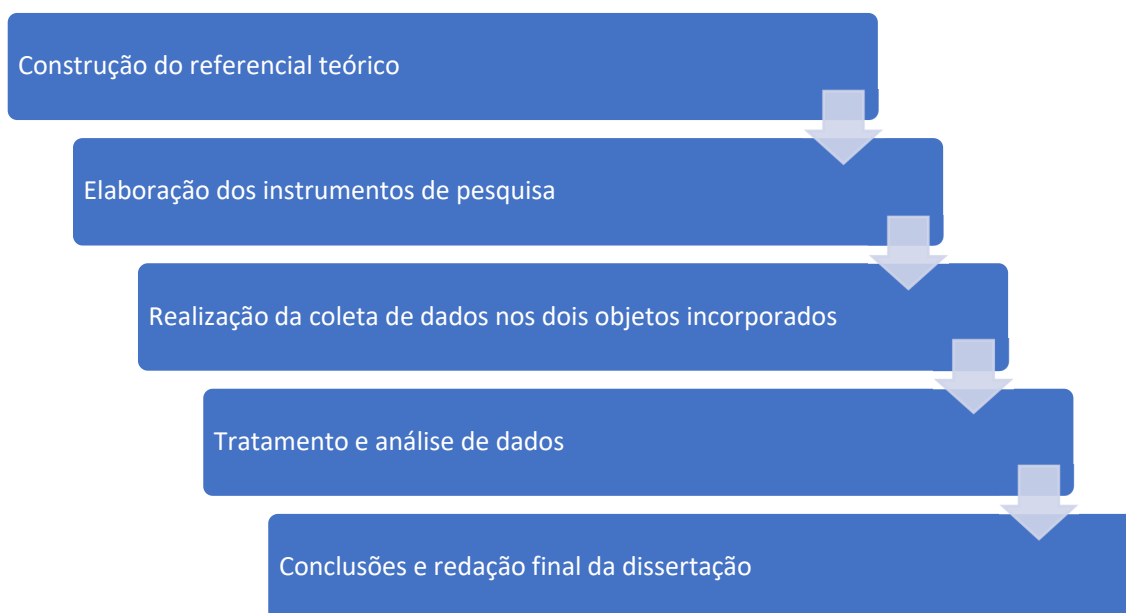 Construção do referencial teórico
Elaboração dos instrumentos de pesquisa
Realização da coleta de dados nos dois objetos incorporados
Tratamento e análise de dados
Conclusões e redação final da dissertação